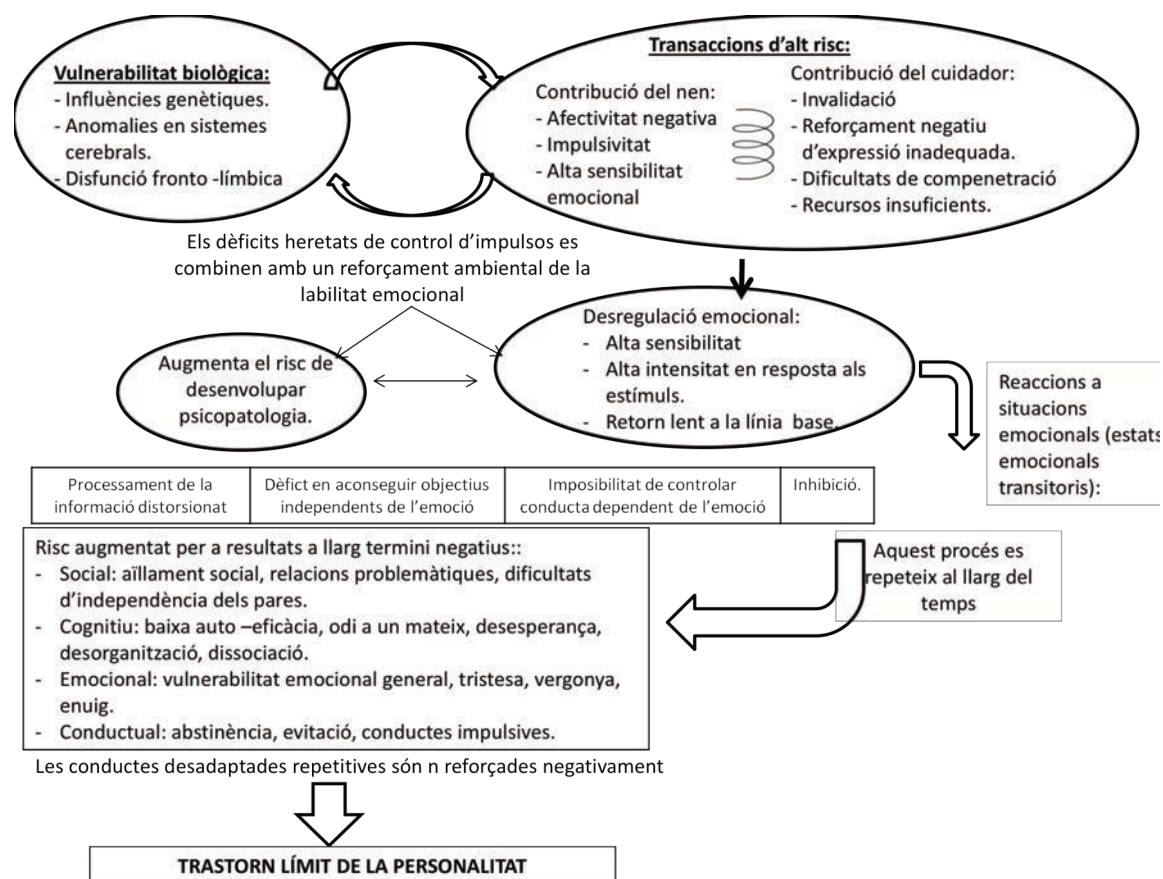 Vulnerabilitat biològica:
- Influències genètiques.
- Anomalies en sistemes
cerebrals.
- Disfunció fronto -límbica
Transaccions d'alt risc:
Contribució del nen:
- Afectivitat negativa
- Impulsivitat
- Alta sensibilitat
emocional
Contribució del cuidador:
- Invalidació
- Reforçament negatiu
d'expressió inadequada.
- Dificultats de compenetració
- Recursos insuficients.
Els dèficits heretats de control d'impulsos es
combinen amb un reforçament ambiental de la
labilitat emocional
Augmenta el risc de
desenvolupar
psicopatologia.
Desregulació emocional:
- Alta sensibilitat
- Alta intensitat en resposta als
estímuls.
- Retorn lent a la línia base.
Reaccions a
situacions
emocionals (estats
emocionals
transitoris):
Processament de la
informació distorsionat
Dèficit en aconseguir objectius
independents de l'emoció
Imposibilitat de controlar
conducta dependent de l'emoció
Inhibició.
Aquest procés es
repeteix al llarg del
temps
Risc augmentat per a resultats a llarg termini negatius::
- Social: aïllament social, relacions problemàtiques, dificultats
d'independència dels pares.
- Cognitiu: baixa auto –eficàcia, odi a un mateix, desesperança,
desorganització, dissociació.
- Emocional: vulnerabilitat emocional general, tristesa, vergonya,
enuig.
- Conductual: abstinència, evitació, conductes impulsives.
Les conductes desadaptades repetitives són n reforçades negativament
TRASTORN LÍMIT DE LA PERSONALITAT